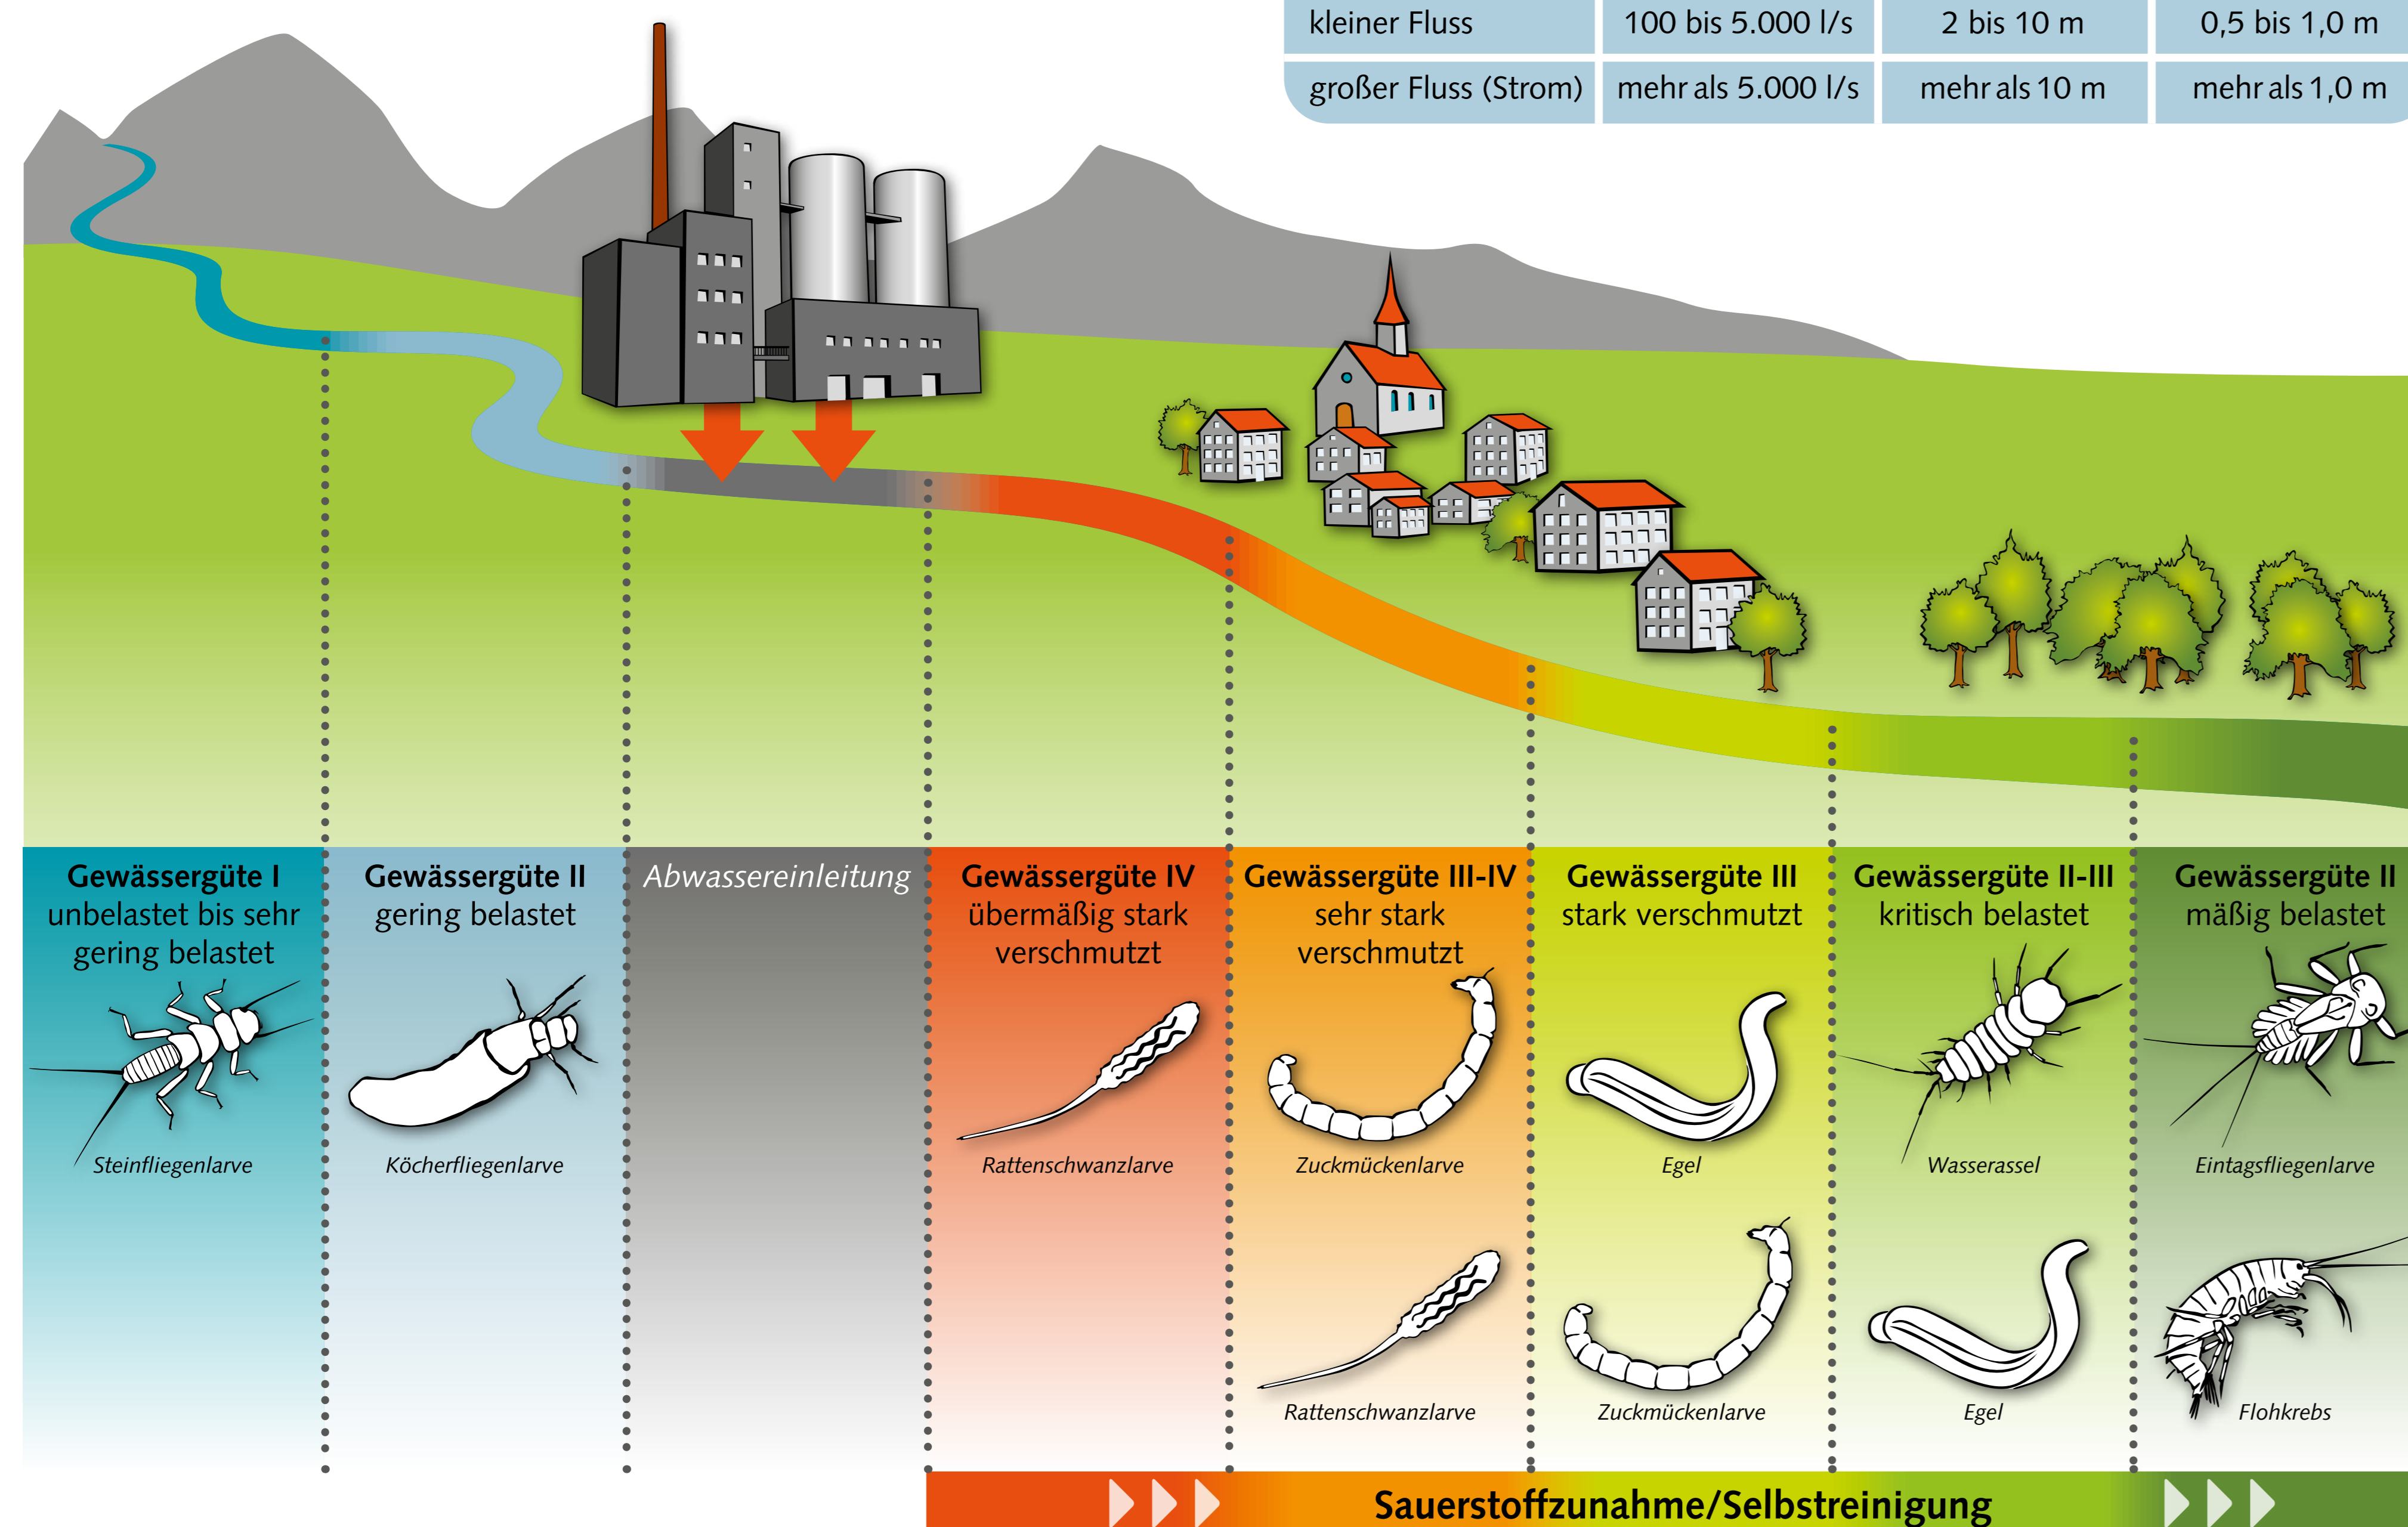 kleiner Fluss 100 bis 5.000 l/s 2 bis 10 m 0,5 bis 1,0 m
großer Fluss (Strom) mehr als 5.000 l/s mehr als 10 m mehr als 1,0 m
Gewässergüte I
unbelastet bis sehr
gering belastet
Steinfliegenlarve
Gewässergüte II
gering belastet
Köcherfliegenlarve
Abwassereinleitung
Gewässergüte IV
übermäßig stark
verschmutzt
Rattenschwanzlarve
Gewässergüte III-IV
sehr stark
verschmutzt
Zuckmückenlarve
Rattenschwanzlarve
Gewässergüte III
stark verschmutzt
Egel
Zuckmückenlarve
Gewässergüte II-III
kritisch belastet
Wasserassel
Egel
Gewässergüte II
mäßig belastet
Eintagsfliegenlarve
Flohkrebs
Sauerstoffzunahme/Selbstreinigung